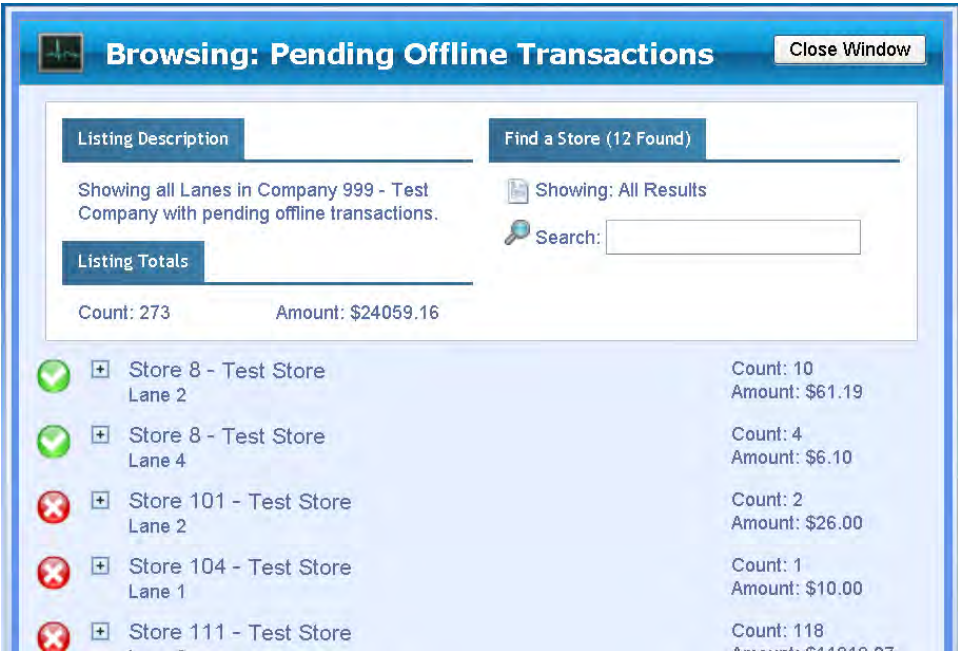 Browsing: Pending Offline Transactions
Close Window
Listing Description
Showing all Lanes in Company 999 - Test
Company with pending offline transactions.
Listing Totals
Count: 273
Amount: $24059.16
Find a Store (12 Found)
Showing: All Results
Search:
Store 8 - Test Store
Lane 2
Count: 10
Amount: $61.19
Store 8 - Test Store
Lane 4
Count: 4
Amount: $6.10
Store 101 - Test Store
Lane 2
Count: 2
Amount: $26.00
Store 104 - Test Store
Lane 1
Count: 1
Amount: $10.00
Store 111 - Test Store
Count: 118